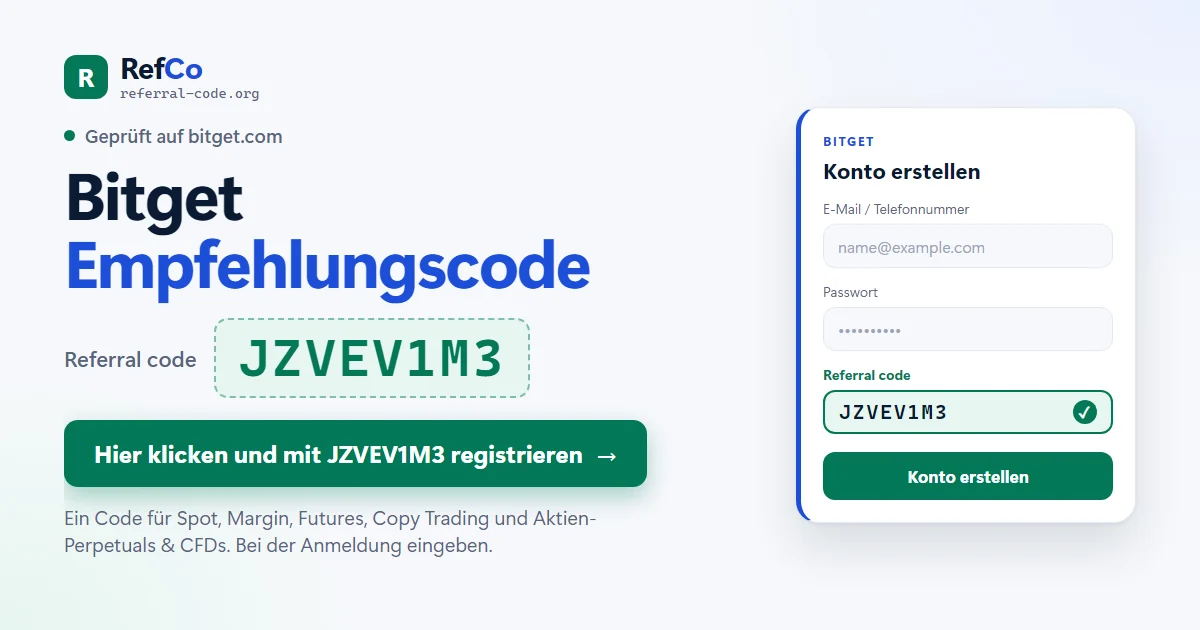 R
RefCo
referral-code.org
Geprüft auf bitget.com
Bitget
Empfehlungscode
Referral code
JZVEV1M3
Hier klicken und mit JZVEV1M3 registrieren →
Ein Code für Spot, Margin, Futures, Copy Trading und Aktien-
Perpetuals & CFDs. Bei der Anmeldung eingeben.
BITGET
Konto erstellen
E-Mail / Telefonnummer
name@example.com
Passwort
••••••••••
Referral code
JZVEV1M3
Konto erstellen